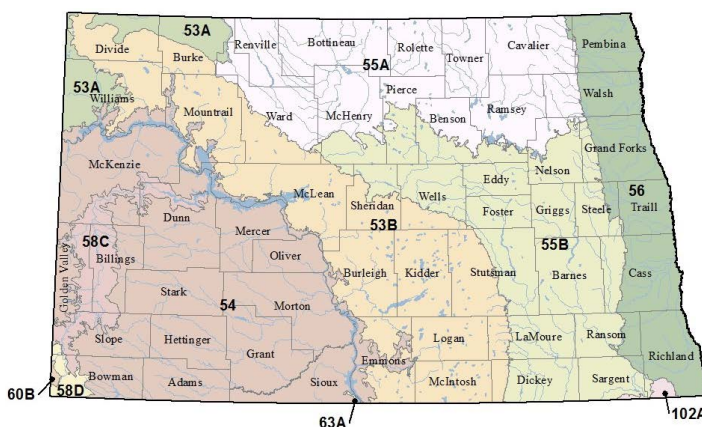 53A
Divide
Burke
Renville
Bottineau
Rolette
Towner
Cavalier
Pembina
55A
53A
Williams
Mountrail
Ward
McHenry
Pierce
Benson
Ramsey
Walsh
Grand Forks
McKenzie
McLean
Sheridan
Wells
Eddy
Nelson
56
Dunn
Mercer
53B
Foster
Griggs
Steele
Traill
58C
Billings
Golden Valley
Oliver
55B
Burleigh
Kidder
Stutsman
Barnes
Cass
Stark
54
Morton
Slope
Hettinger
Grant
Emmons
Logan
LaMoure
Ransom
Richland
Bowman
Adams
Sioux
McIntosh
Dickey
Sargent
60B
58D
63A
102A